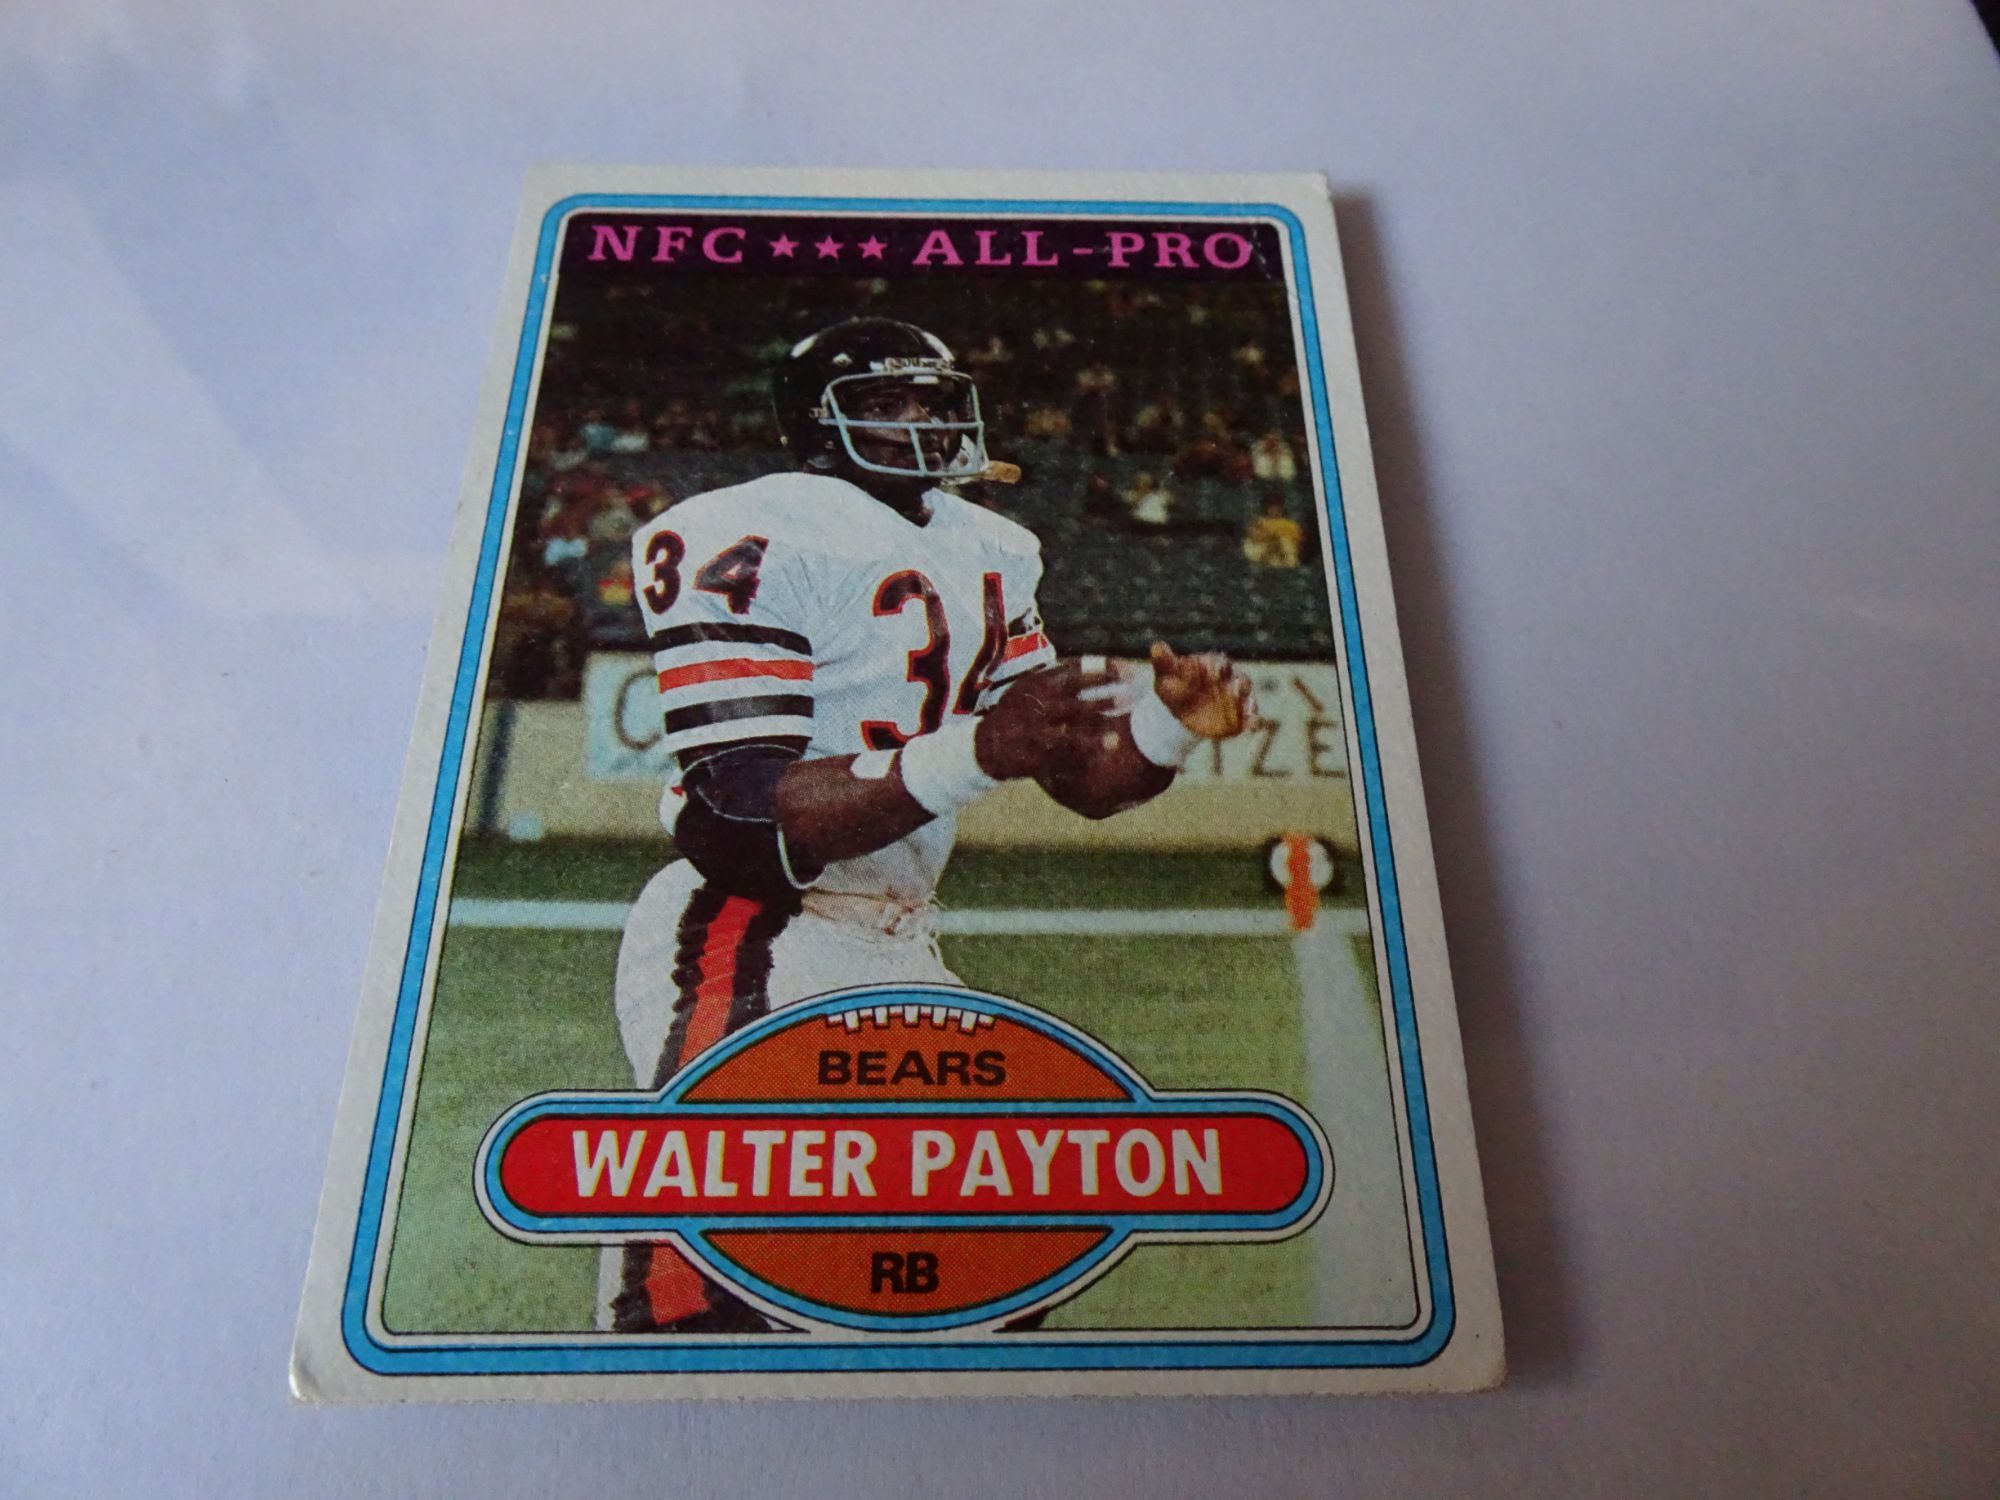 NFC ★★★ ALL-PRO
34 34
BEARS
WALTER PAYTON
RB